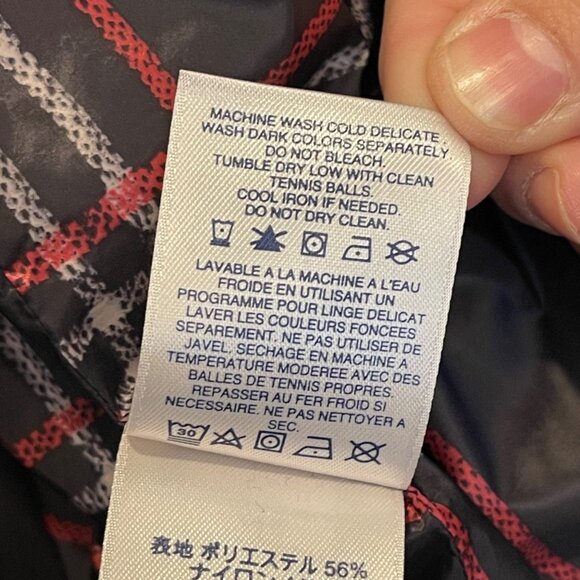 MACHINE WASH COLD DELICATE.
WASH DARK COLORS SEPARATELY.
DO NOT BLEACH.
TUMBLE DRY LOW WITH CLEAN
TENNIS BALLS.
COOL IRON IF NEEDED.
DO NOT DRY CLEAN.
LAVABLE A LA MACHINE A L'EAU
FROIDE EN UTILISANT UN
PROGRAMME POUR LINGE DELICAT
LAVER LES COULEURS FONCEES
SEPAREMENT. NE PAS UTILISER DE
JAVEL, SECHAGE EN MACHINE A
TEMPERATURE MODEREE AVEC DES
BALLES DE TENNIS PROPRES.
REPASSER AU FER FROID SI
NECESSAIRE. NE PAS NETTOYER A
SEC.
30
表地 ポリエステル 56%
ナイロン